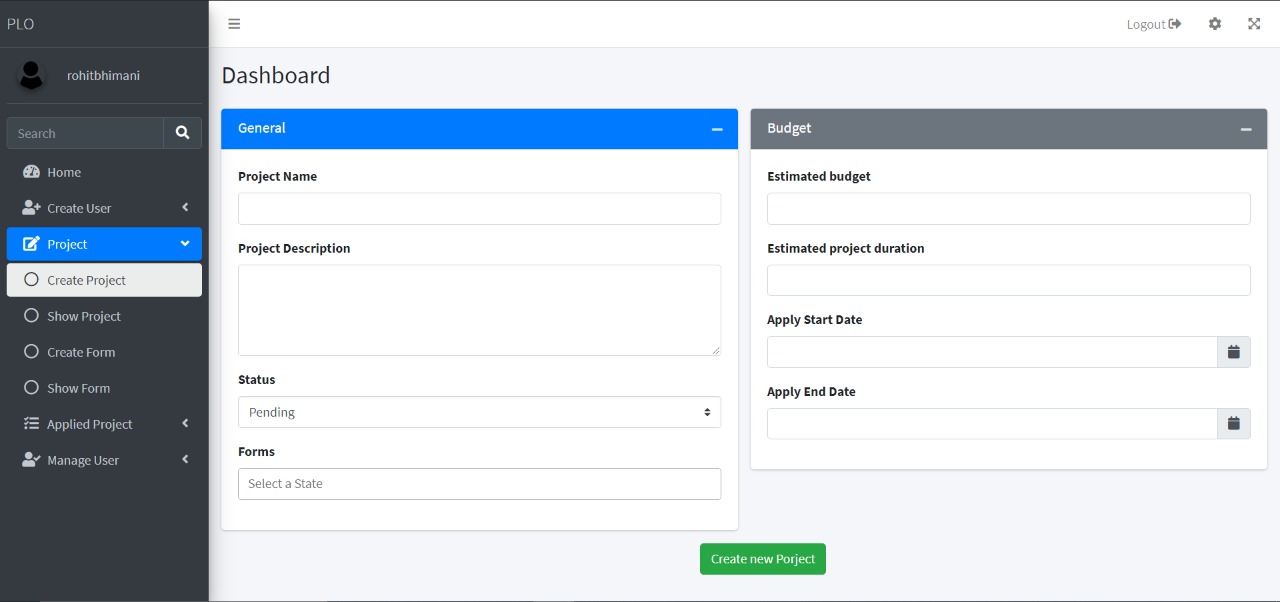 PLO
rohitbhimani
Search
Home
Create User
Project
Create Project
Show Project
Create Form
Show Form
Applied Project
Manage User
Logout
Dashboard
General
Project Name
Project Description
Status
Pending
Forms
Select a State
Budget
Estimated budget
Estimated project duration
Apply Start Date
Apply End Date
Create new Porject